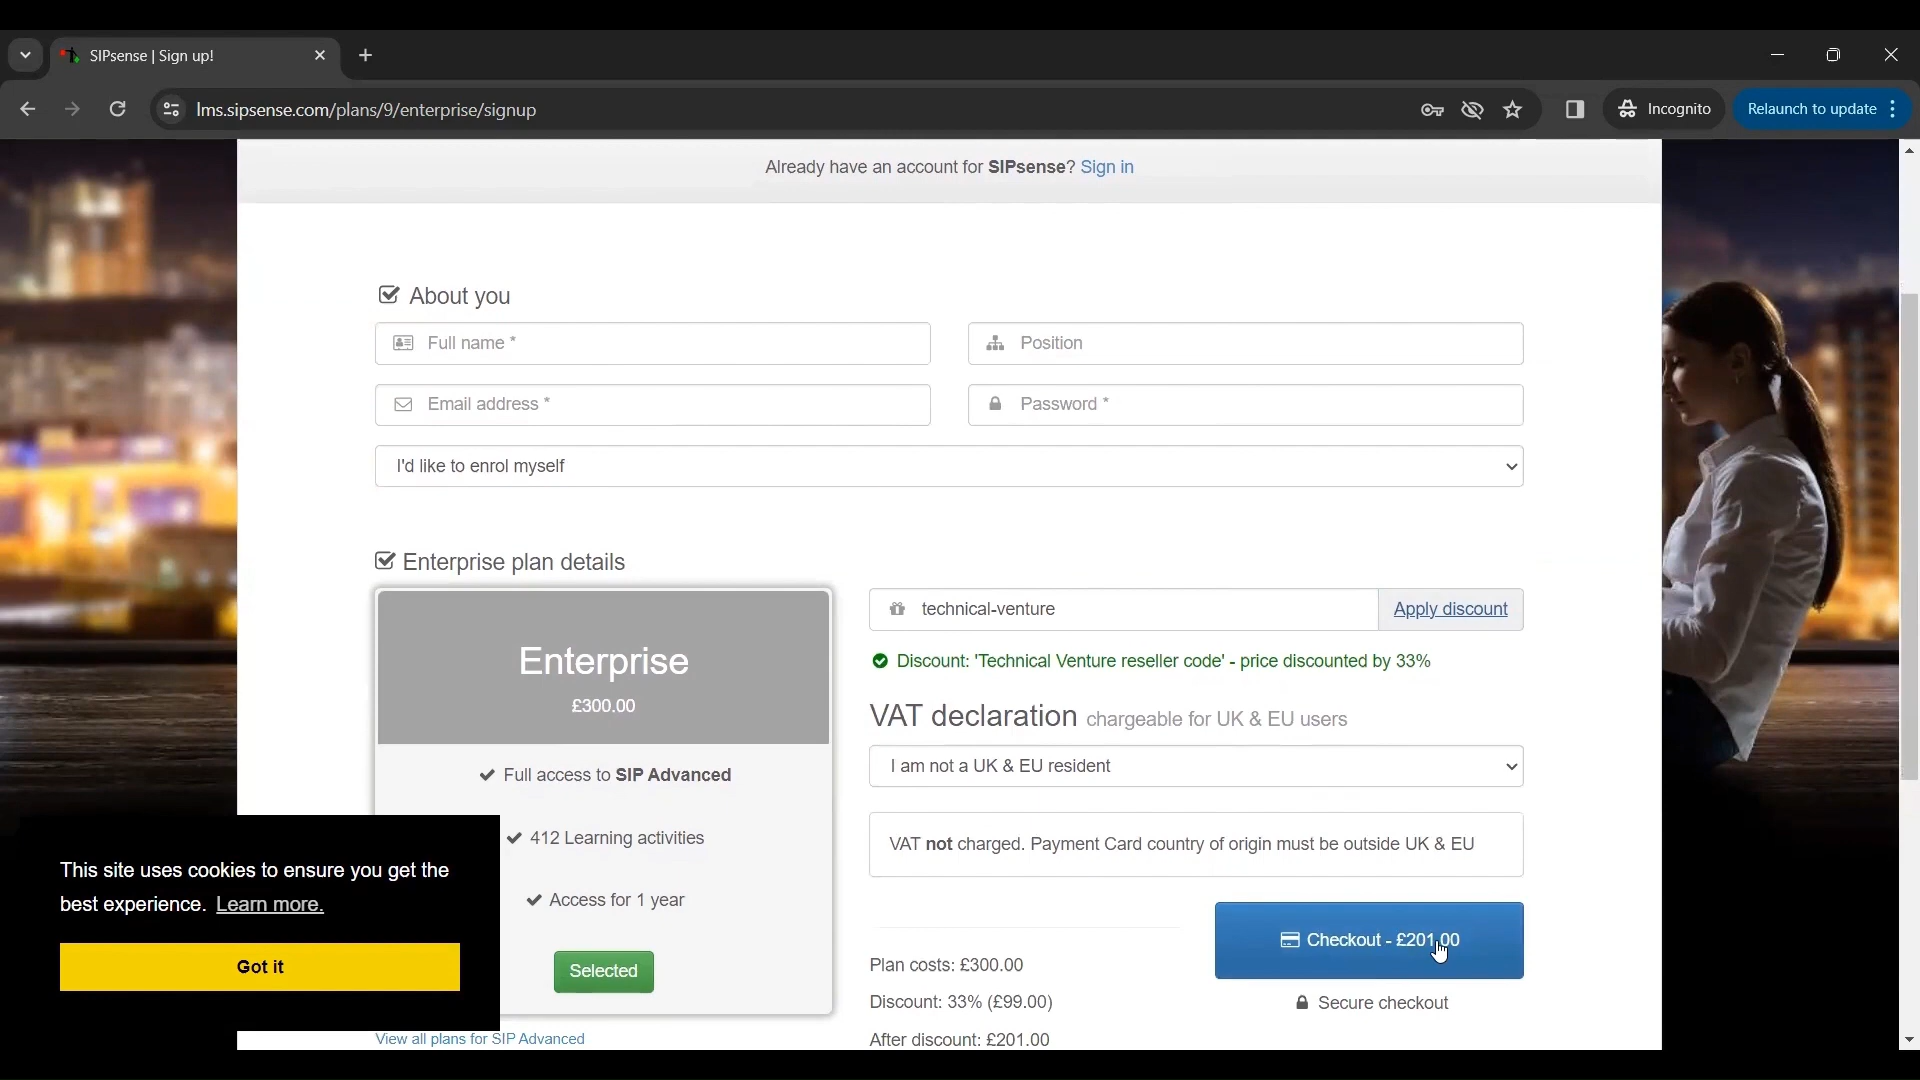 SIPsense | Sign up!
lms.sipsense.com/plans/9/enterprise/signup
Incognito
Relaunch to update
Already have an account for SIPsense? Sign in
About you
Full name *
Position
Email address *
Password *
I'd like to enrol myself
Enterprise plan details
Enterprise
£300.00
Full access to SIP Advanced
412 Learning activities
Access for 1 year
Selected
View all plans for SIP Advanced
technical-venture
Apply discount
Discount: 'Technical Venture reseller code' - price discounted by 33%
VAT declaration chargeable for UK & EU users
I am not a UK & EU resident
VAT not charged. Payment Card country of origin must be outside UK & EU
Checkout - £201.00
Secure checkout
Plan costs: £300.00
Discount: 33% (£99.00)
After discount: £201.00
This site uses cookies to ensure you get the
best experience. Learn more.
Got it